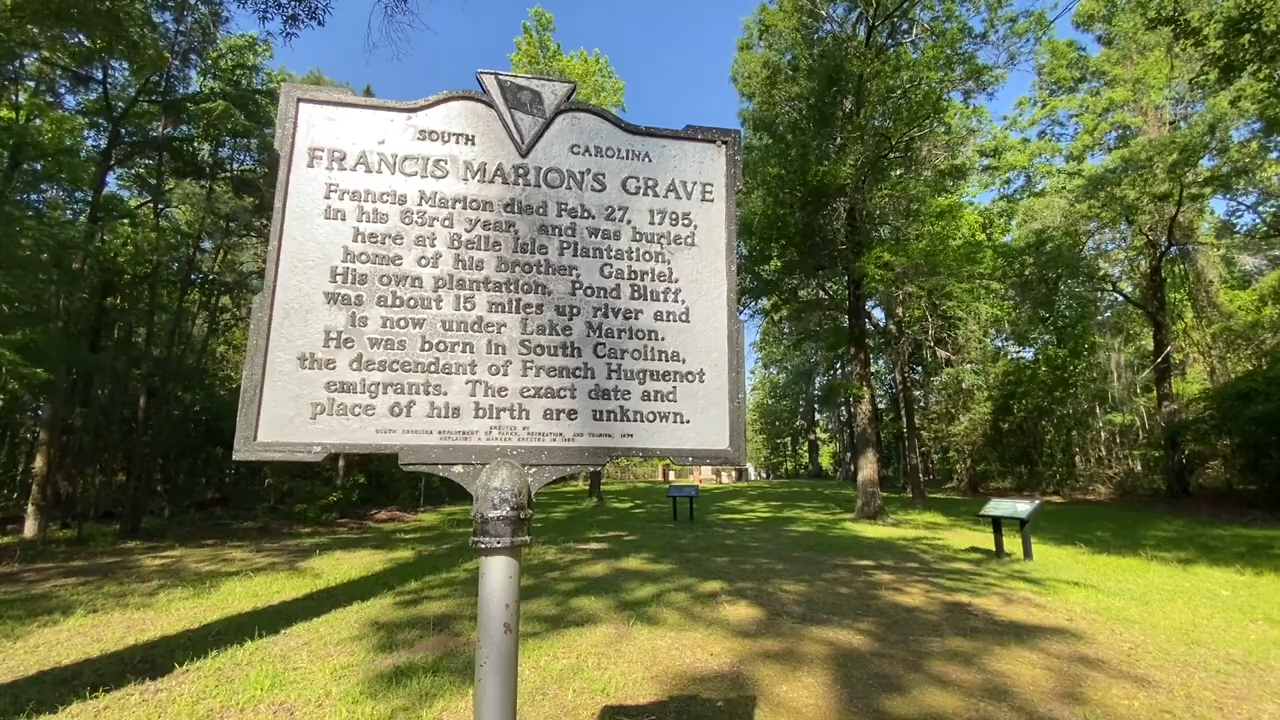 SOUTH CAROLINA
FRANCIS MARION'S GRAVE
Francis Marion died Feb. 27, 1795,
in his 63rd year, and was buried
here at Belle Isle Plantation,
home of his brother, Gabriel.
His own plantation, Pond Bluff,
was about 15 miles up river and
is now under Lake Marion.
He was born in South Carolina,
the descendant of French Huguenot
emigrants. The exact date and
place of his birth are unknown.
ERECTED BY
SOUTH CAROLINA DEPARTMENT OF PARKS, RECREATION, AND TOURISM,
REPLACING A MARKER ERECTED IN